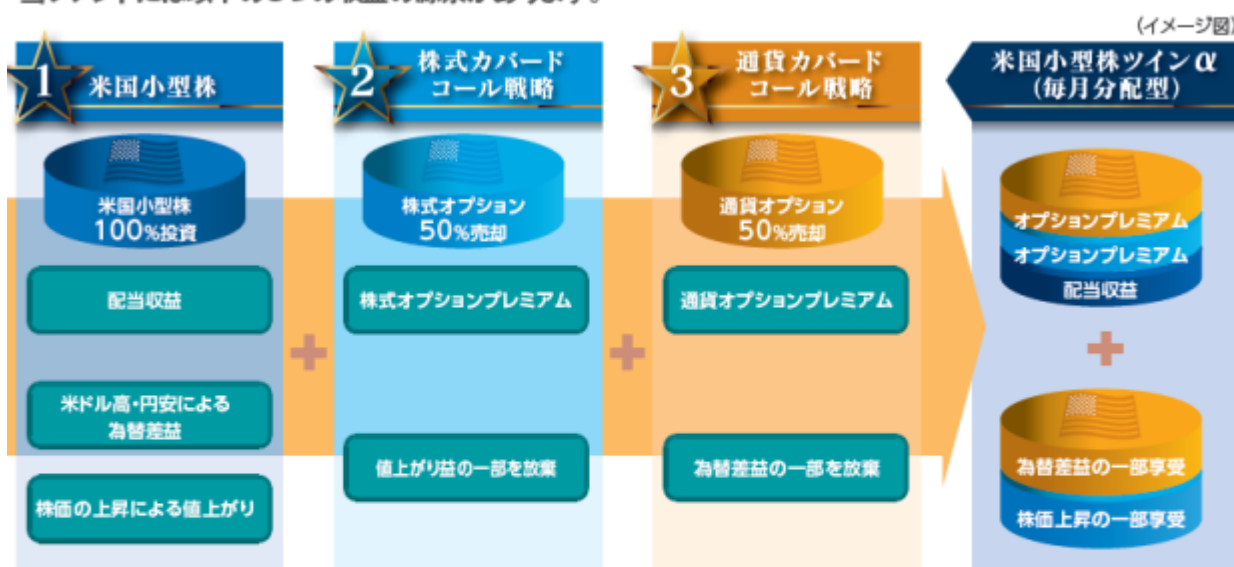 (イメージ図)
1
米国小型株
2
株式カバード
コール戦略
3
通貨カバード
コール戦略
米国小型株ツインα
(毎月分配型)
米国小型株
100%投資
配当収益
米ドル高・円安による
為替差益
株価の上昇による値上がり
+
株式オプション
50%売却
株式オプションプレミアム
値上がり益の一部を放棄
+
通貨オプション
50%売却
通貨オプションプレミアム
為替差益の一部を放棄
オプションプレミアム
オプションプレミアム
配当収益
+
為替差益の一部享受
株価上昇の一部享受